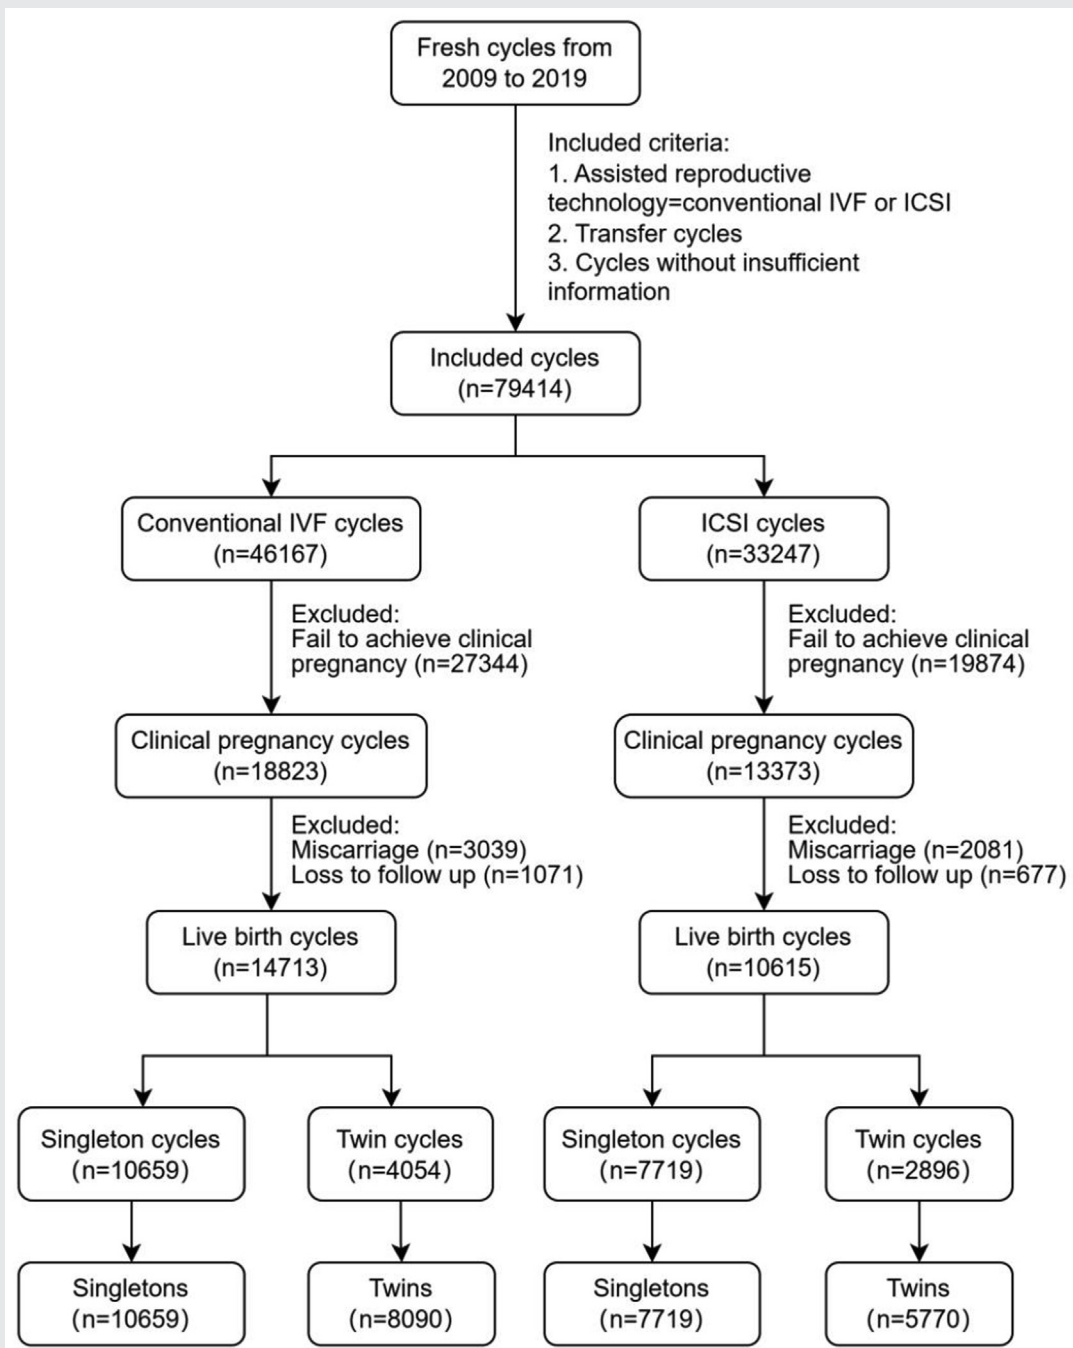 Fresh cycles from
2009 to 2019
Included criteria:
1. Assisted reproductive
technology=conventional IVF or ICSI
2. Transfer cycles
3. Cycles without insufficient
information
Included cycles
(n=79414)
Conventional IVF cycles
(n=46167)
ICSI cycles
(n=33247)
Excluded:
Fail to achieve clinical
pregnancy (n=27344)
Excluded:
Fail to achieve clinical
pregnancy (n=19874)
Clinical pregnancy cycles
(n=18823)
Clinical pregnancy cycles
(n=13373)
Excluded:
Miscarriage (n=3039)
Loss to follow up (n=1071)
Excluded:
Miscarriage (n=2081)
Loss to follow up (n=677)
Live birth cycles
(n=14713)
Live birth cycles
(n=10615)
Singleton cycles
(n=10659)
Twin cycles
(n=4054)
Singleton cycles
(n=7719)
Twin cycles
(n=2896)
Singletons
(n=10659)
Twins
(n=8090)
Singletons
(n=7719)
Twins
(n=5770)